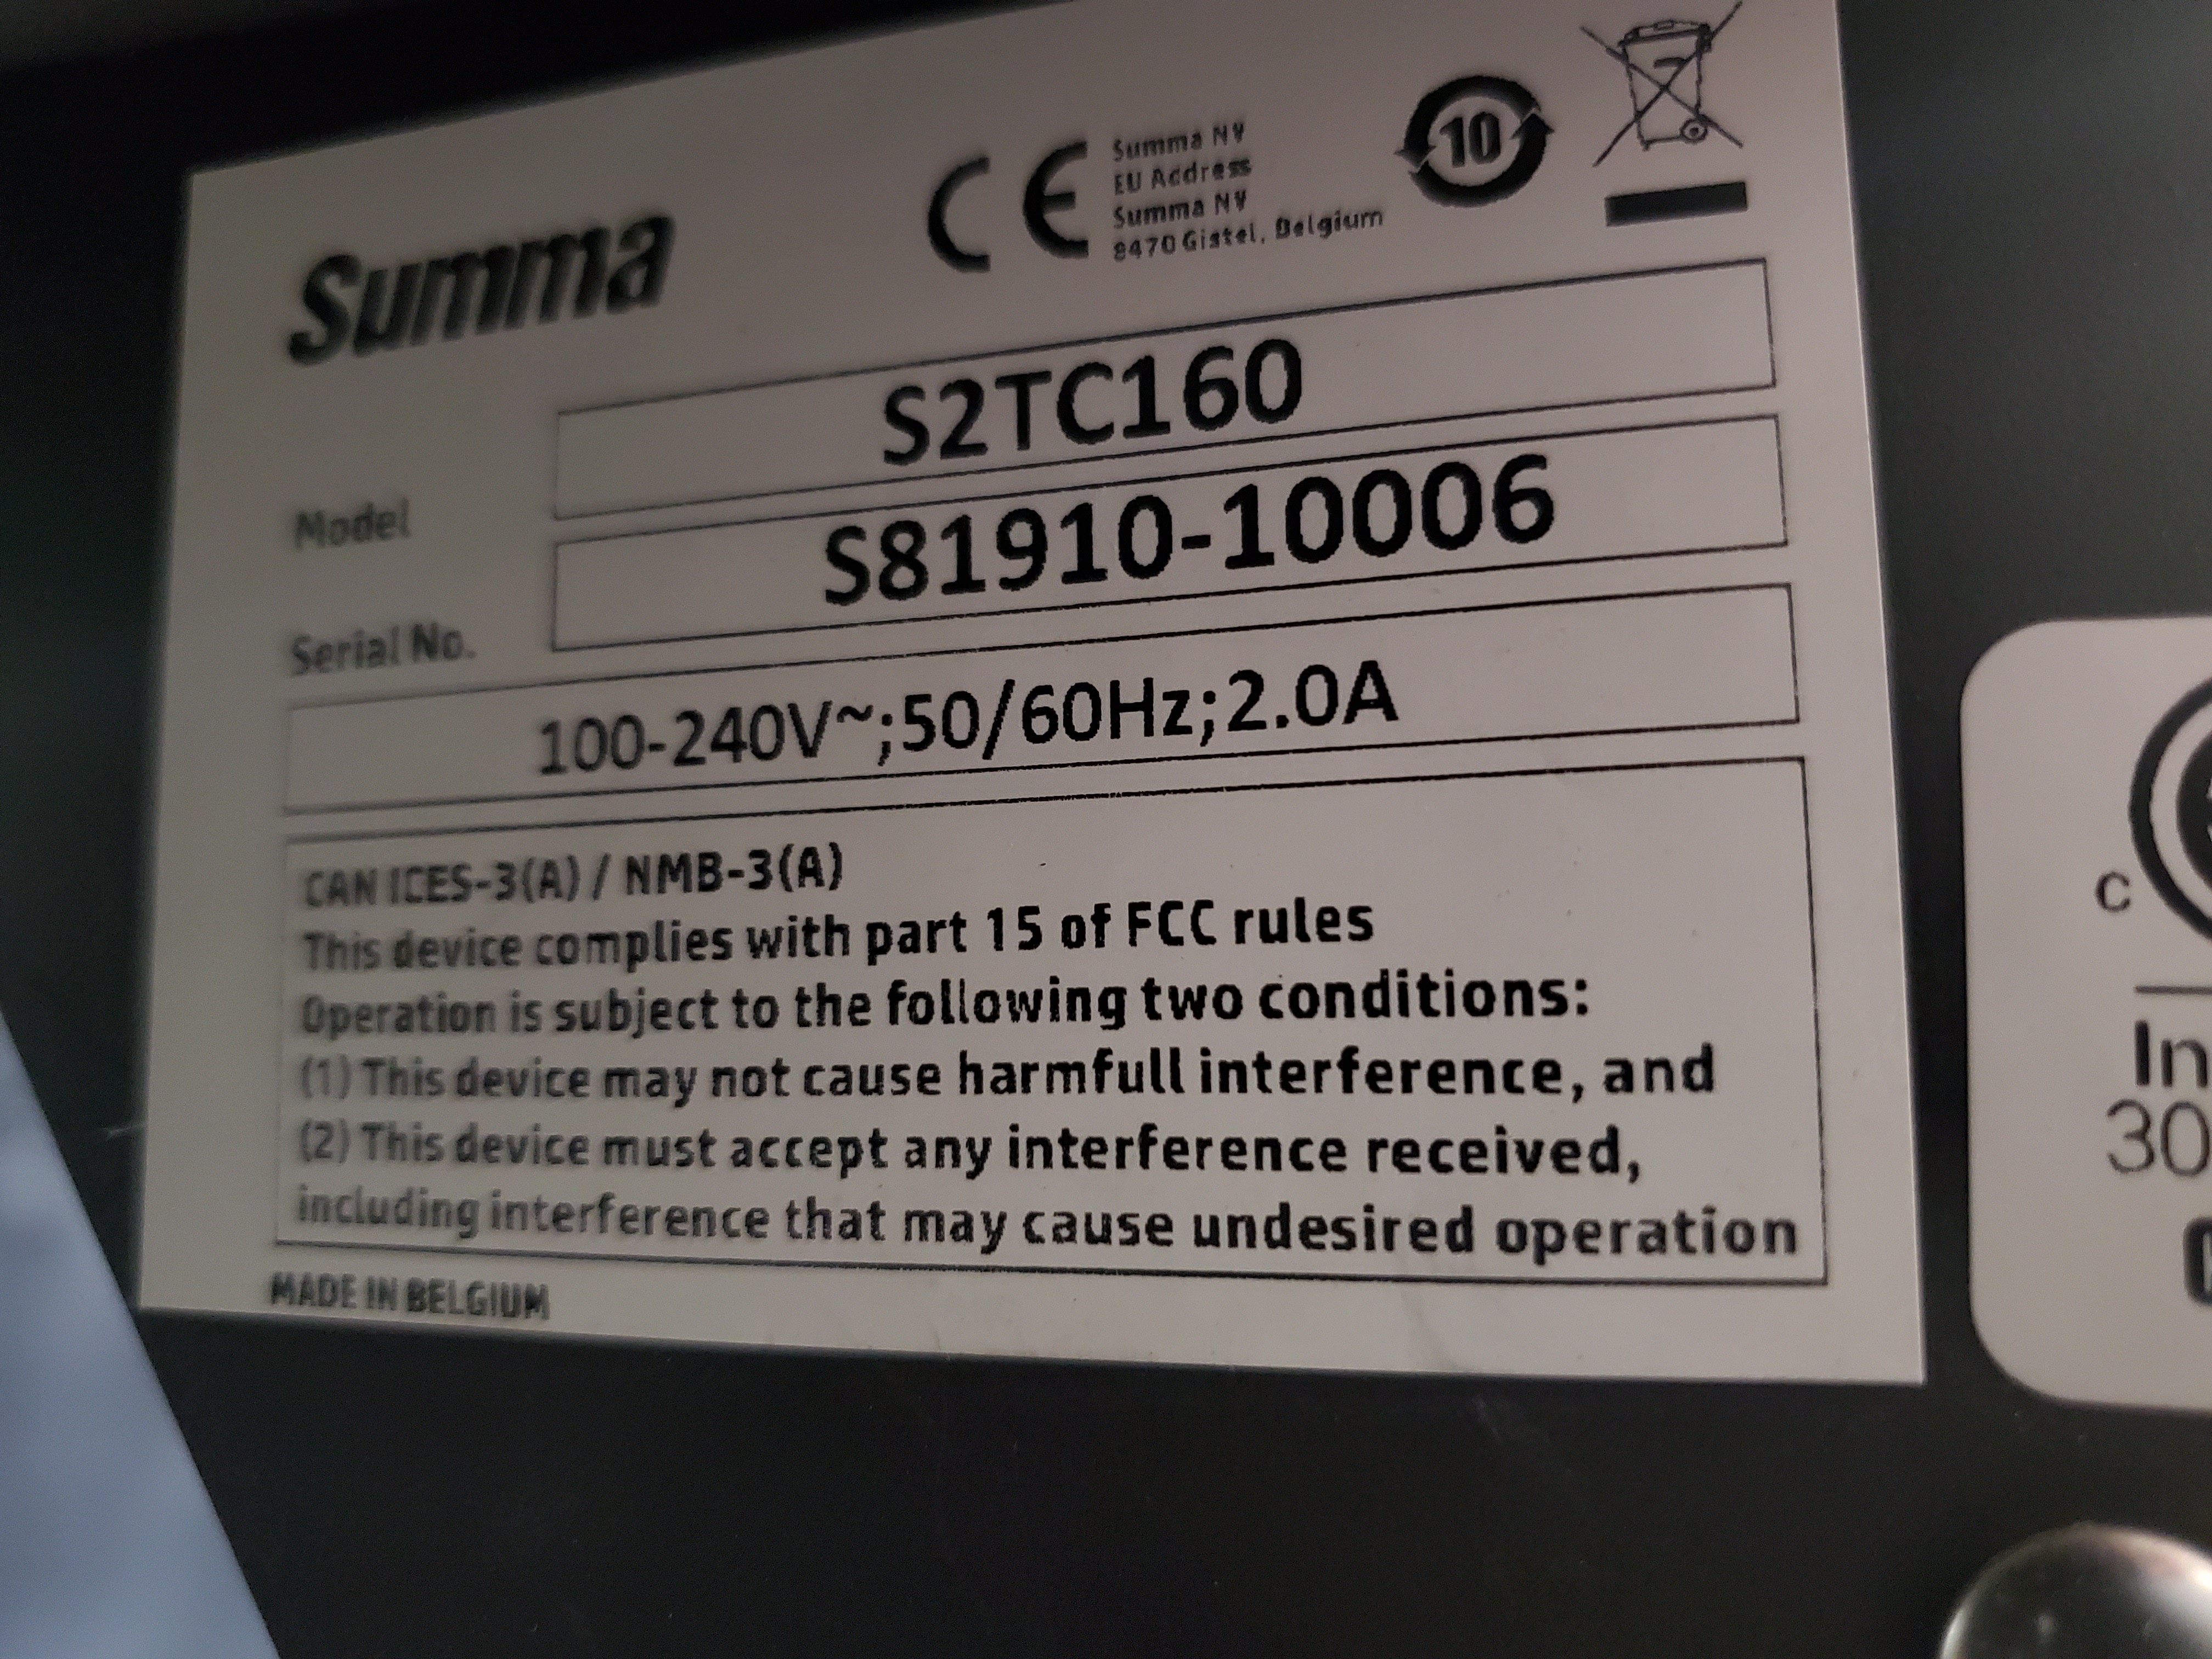 Summa
CE
Summa NV
EU Address
Summa NV
8470 Gistel, Belgium
10
Model
S2TC160
Serial No.
S81910-10006
100-240V~;50/60Hz;2.0A
CAN ICES-3(A) / NMB-3(A)
This device complies with part 15 of FCC rules
Operation is subject to the following two conditions:
(1) This device may not cause harmfull interference, and
(2) This device must accept any interference received,
including interference that may cause undesired operation
MADE IN BELGIUM
C
In
30